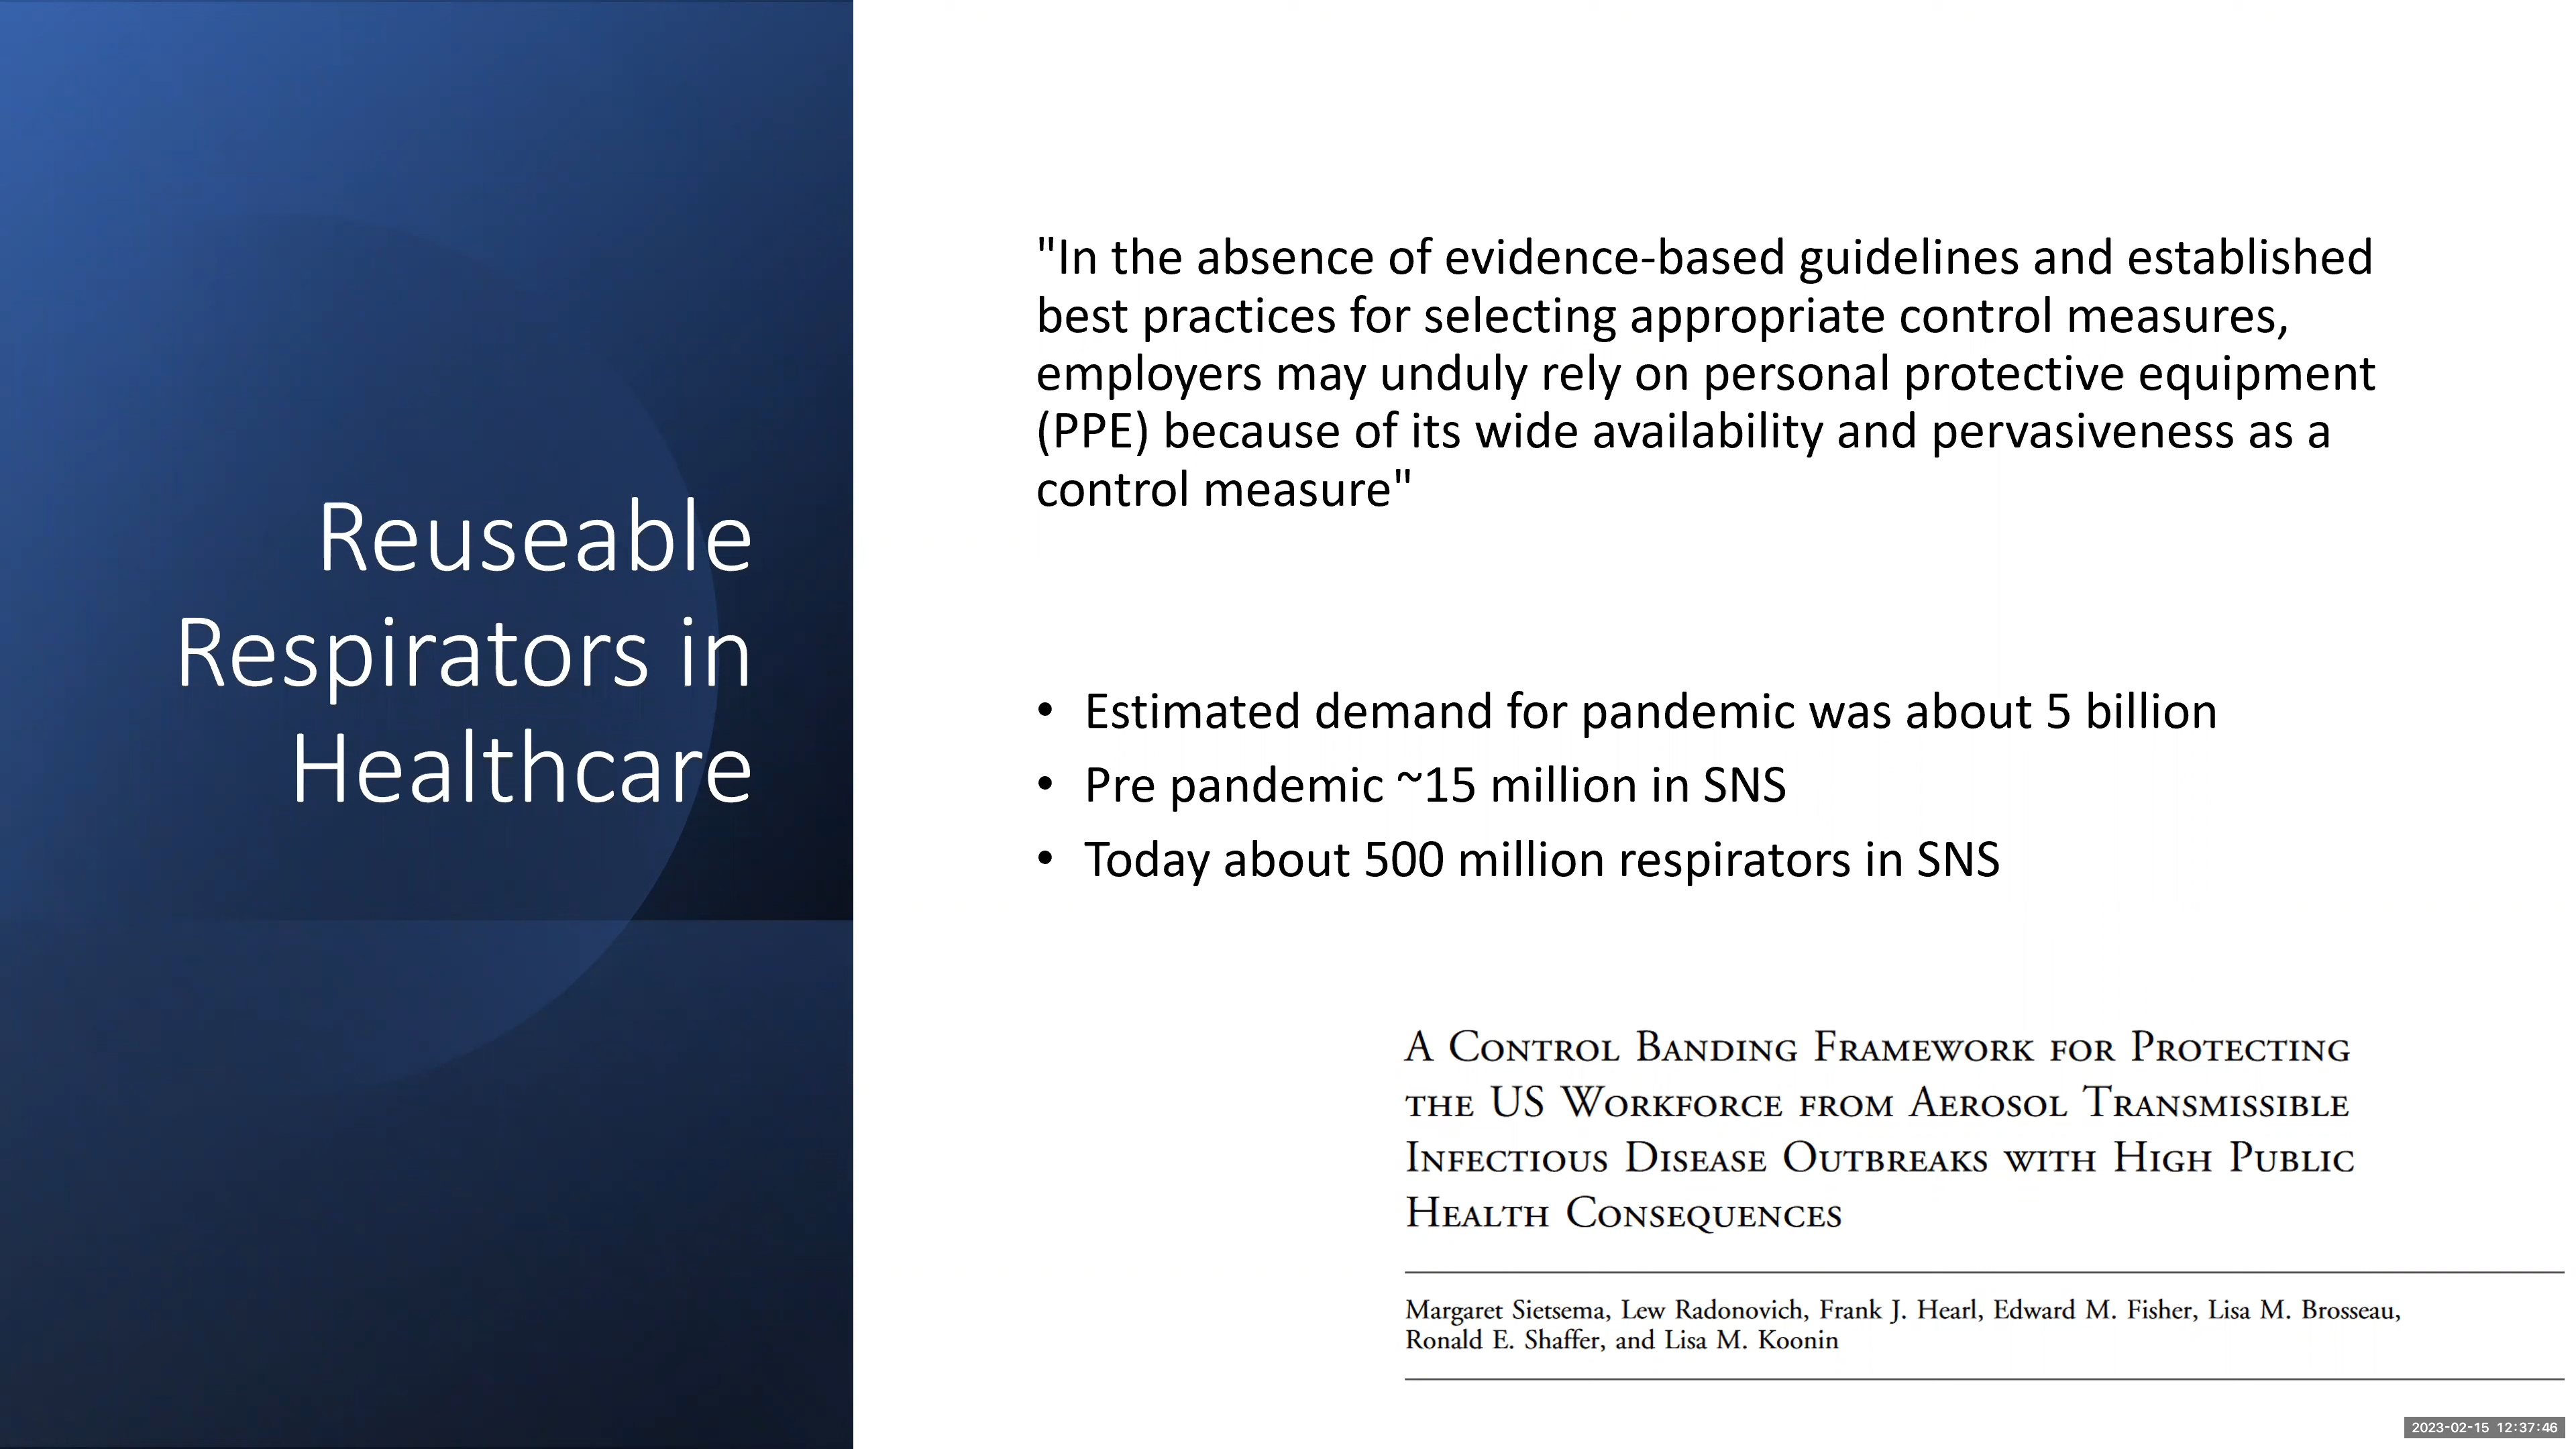 Reuseable
Respirators in
Healthcare
"In the absence of evidence-based guidelines and established
best practices for selecting appropriate control measures,
employers may unduly rely on personal protective equipment
(PPE) because of its wide availability and pervasiveness as a
control measure"
• Estimated demand for pandemic was about 5 billion
• Pre pandemic ~15 million in SNS
• Today about 500 million respirators in SNS
A Control Banding Framework for Protecting
the US Workforce from Aerosol Transmissible
Infectious Disease Outbreaks with High Public
Health Consequences
Margaret Sietsema, Lew Radonovich, Frank J. Hearl, Edward M. Fisher, Lisa M. Brosseau,
Ronald E. Shaffer, and Lisa M. Koonin
2023-02-15 12:37:46